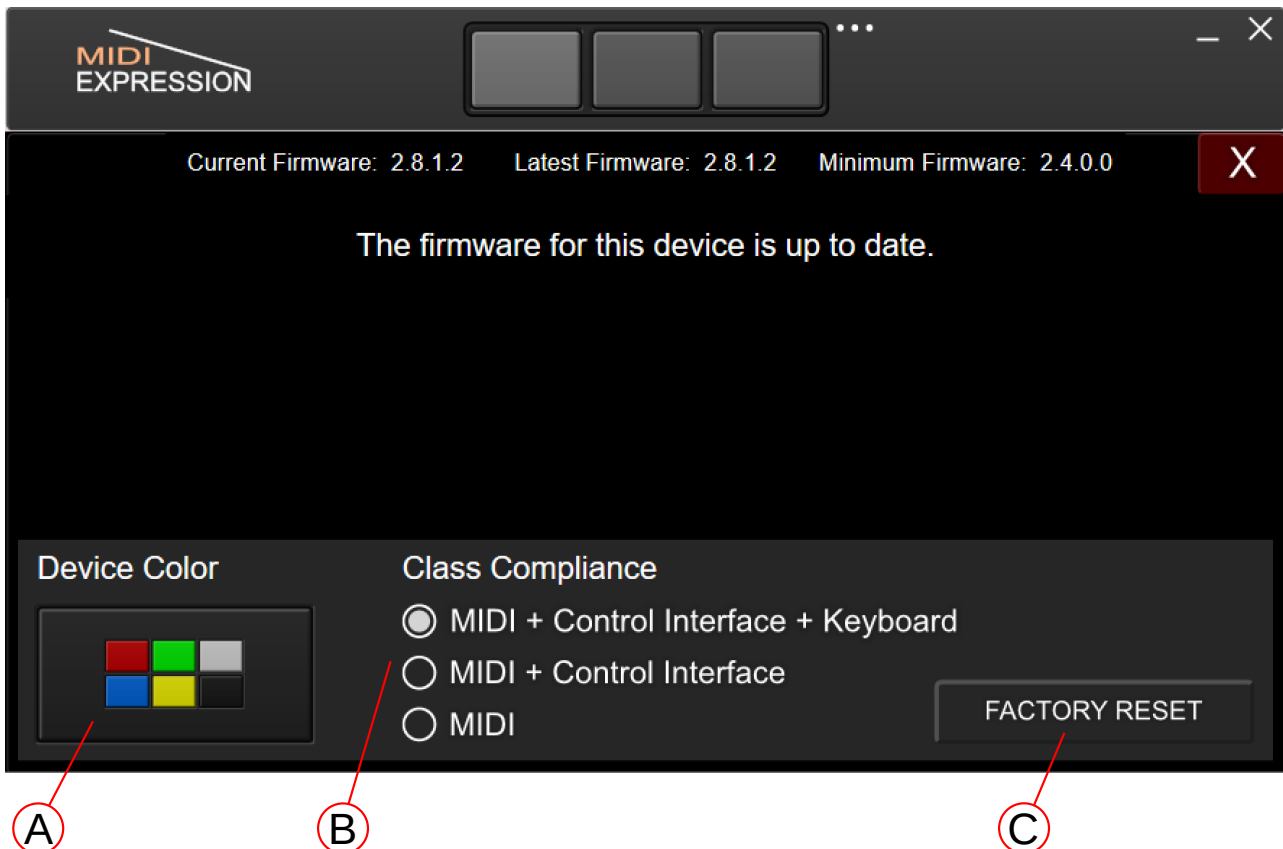 MIDI
EXPRESSION
Current Firmware: 2.8.1.2 Latest Firmware: 2.8.1.2 Minimum Firmware: 2.4.0.0
X
The firmware for this device is up to date.
Device Color
Class Compliance
MIDI + Control Interface + Keyboard
MIDI + Control Interface
MIDI
FACTORY RESET
A
B
C